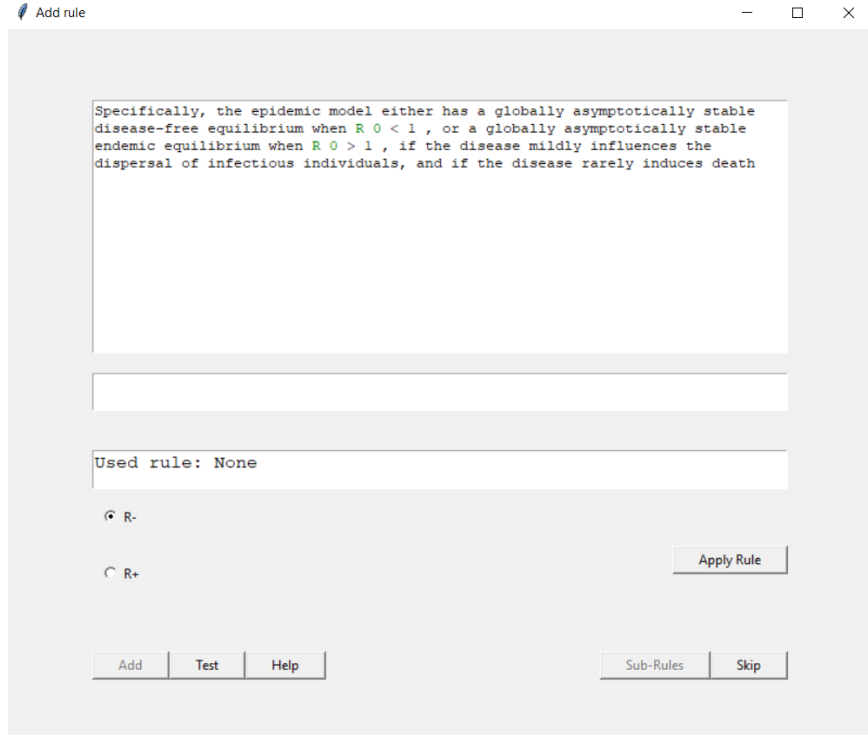 Add rule
Specifically, the epidemic model either has a globally asymptotically stable
disease-free equilibrium when R 0 < 1 , or a globally asymptotically stable
endemic equilibrium when R 0 > 1 , if the disease mildly influences the
dispersal of infectious individuals, and if the disease rarely induces death
Used rule: None
R-
Apply Rule
R+
Add Test Help Sub-Rules Skip